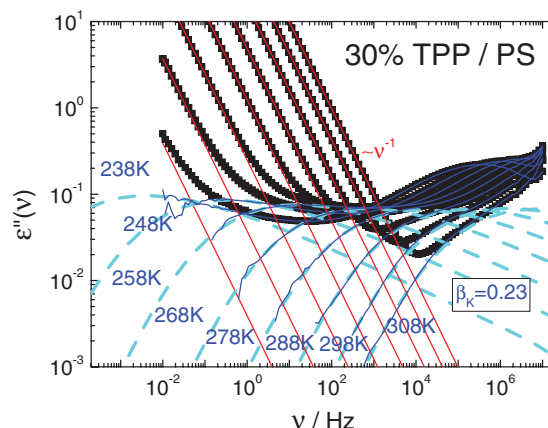 30% TPP / PS
10¹
10⁰
10⁻¹
10⁻²
10⁻³
ε''(ν)
~ν⁻¹
238K
248K
258K
268K
278K
288K
298K
308K
β_K=0.23
10⁻² 10⁰ 10² 10⁴ 10⁶
ν / Hz